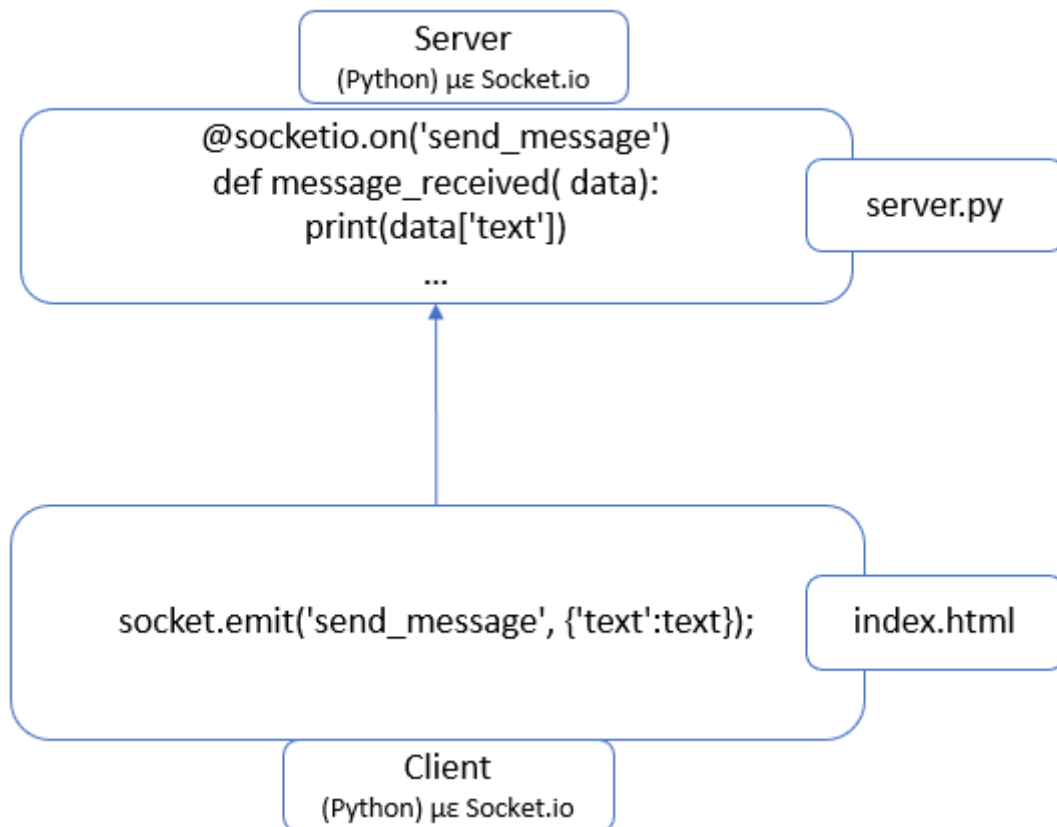 Server
(Python) με Socket.io
@socketio.on('send_message')
def message_received( data):
print(data['text'])
...
server.py
socket.emit('send_message', {'text':text});
index.html
Client
(Python) με Socket.io